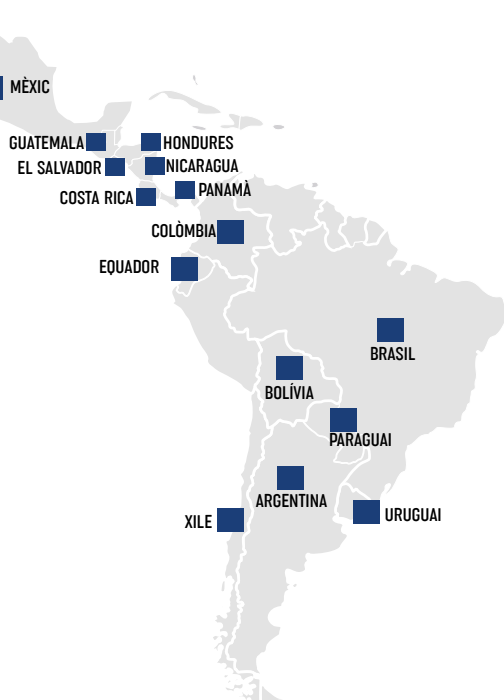 MÈXIC
GUATEMALA
HONDURES
EL SALVADOR
NICARAGUA
COSTA RICA
PANAMÀ
COLÒMBIA
EQUADOR
BRASIL
BOLÍVIA
PARAGUAI
ARGENTINA
XILE
URUGUAI